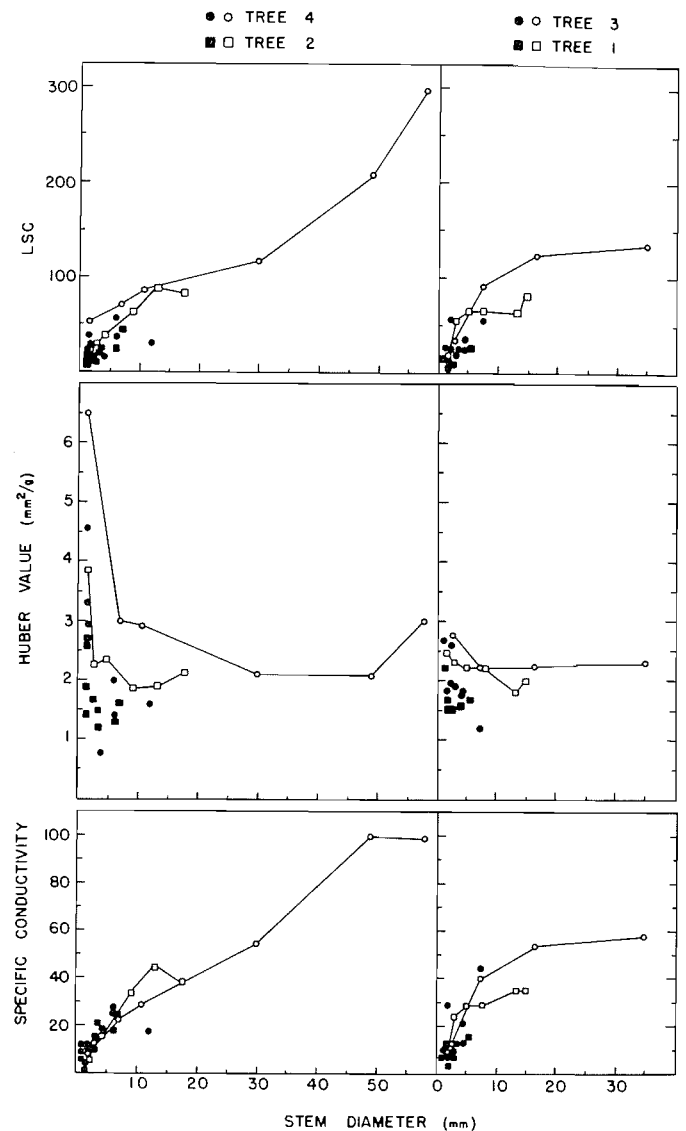 TREE 4
TREE 2
TREE 3
TREE 1
300
200
100
LSC
6
5
4
3
2
1
HUBER VALUE (mm²/g)
100
80
60
40
20
SPECIFIC CONDUCTIVITY
10 20 30 40 50 0 10 20 30
STEM DIAMETER (mm)